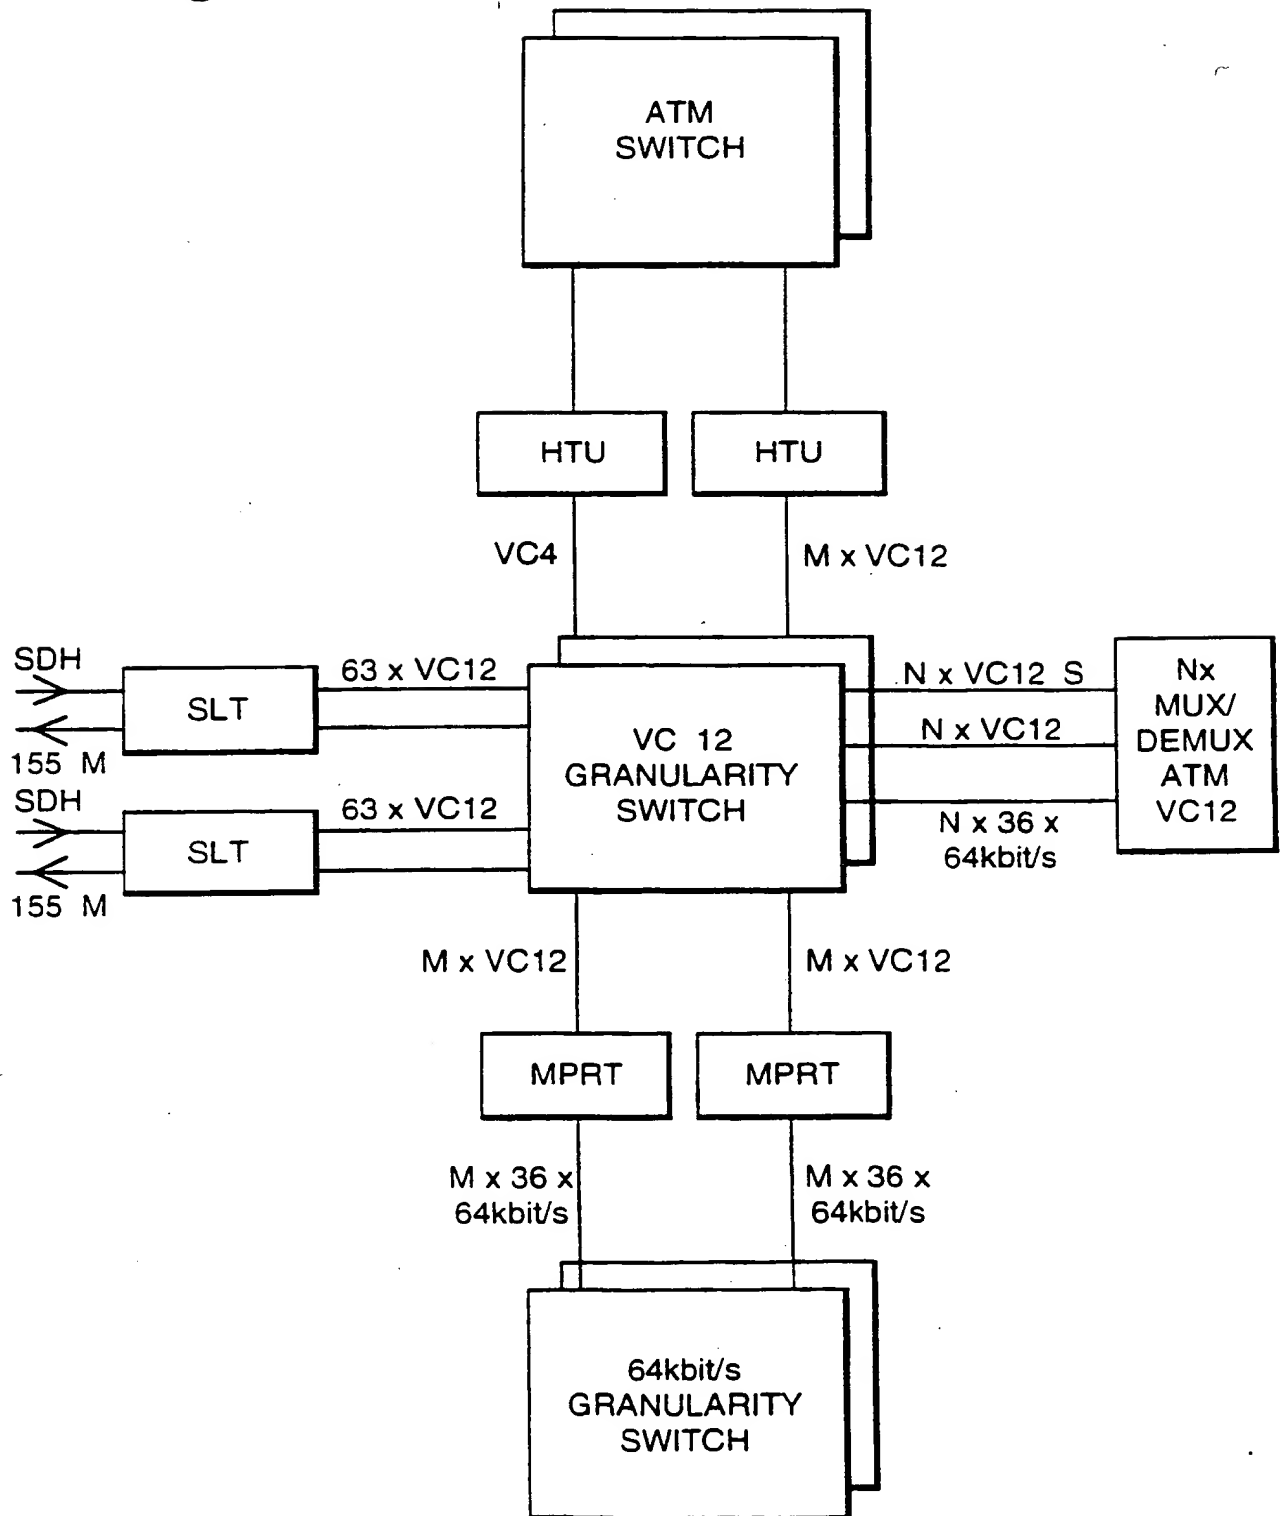 ATM
SWITCH
HTU
HTU
VC4
M x VC12
SDH
63 x VC12
SLT
155 M
SDH
63 x VC12
SLT
155 M
VC 12
GRANULARITY
SWITCH
N x VC12 S
N x VC12
N x 36 x
64kbit/s
Nx
MUX/
DEMUX
ATM
VC12
M x VC12
M x VC12
MPRT
MPRT
M x 36 x
64kbit/s
M x 36 x
64kbit/s
64kbit/s
GRANULARITY
SWITCH